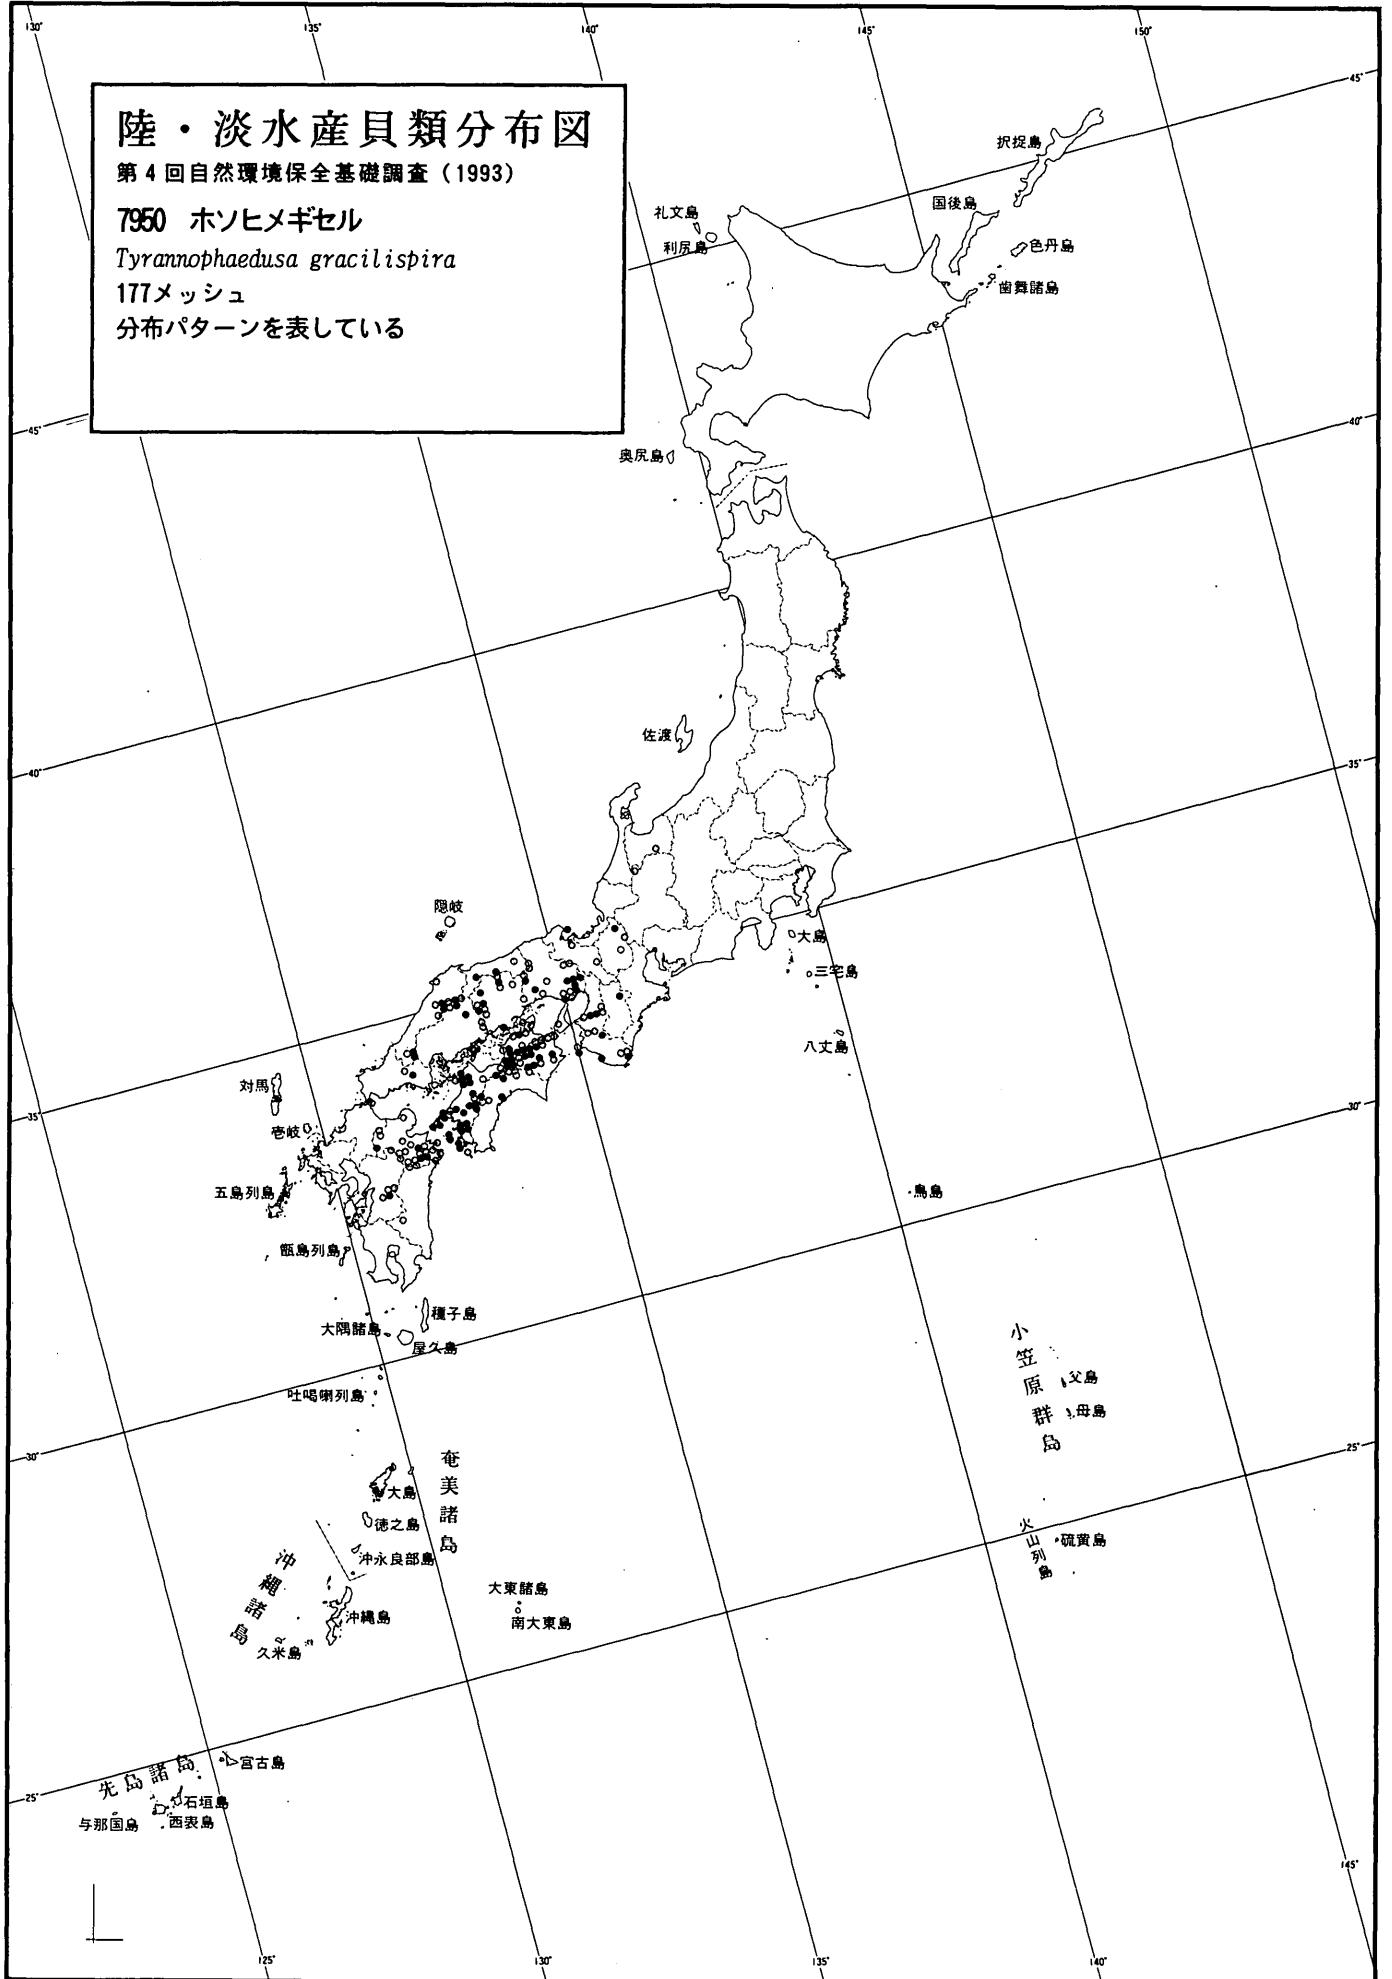 130°
135°
140°
145°
150°
陸・淡水産貝類分布図
第4回自然環境保全基礎調査(1993)
7950 ホソヒメギセル
Tyrannophaedusa gracilispira
177メッシュ
分布パターンを表している
45°
択捉島
国後島
礼文島
利尻島
色丹島
歯舞諸島
45°
40°
奥尻島
佐渡
40°
35°
隠岐
大島
三宅島
八丈島
対馬
35°
壱岐
30°
五島列島
鳥島
甑島列島
種子島
大隅諸島
屋久島
吐噶喇列島
小笠原群島
父島
母島
30°
25°
奄美諸島
大島
徳之島
沖永良部島
火山列島
硫黄島
沖縄諸島
沖縄島
久米島
大東諸島
南大東島
先島諸島
宮古島
25°
石垣島
与那国島
西表島
145°
125°
130°
135°
140°